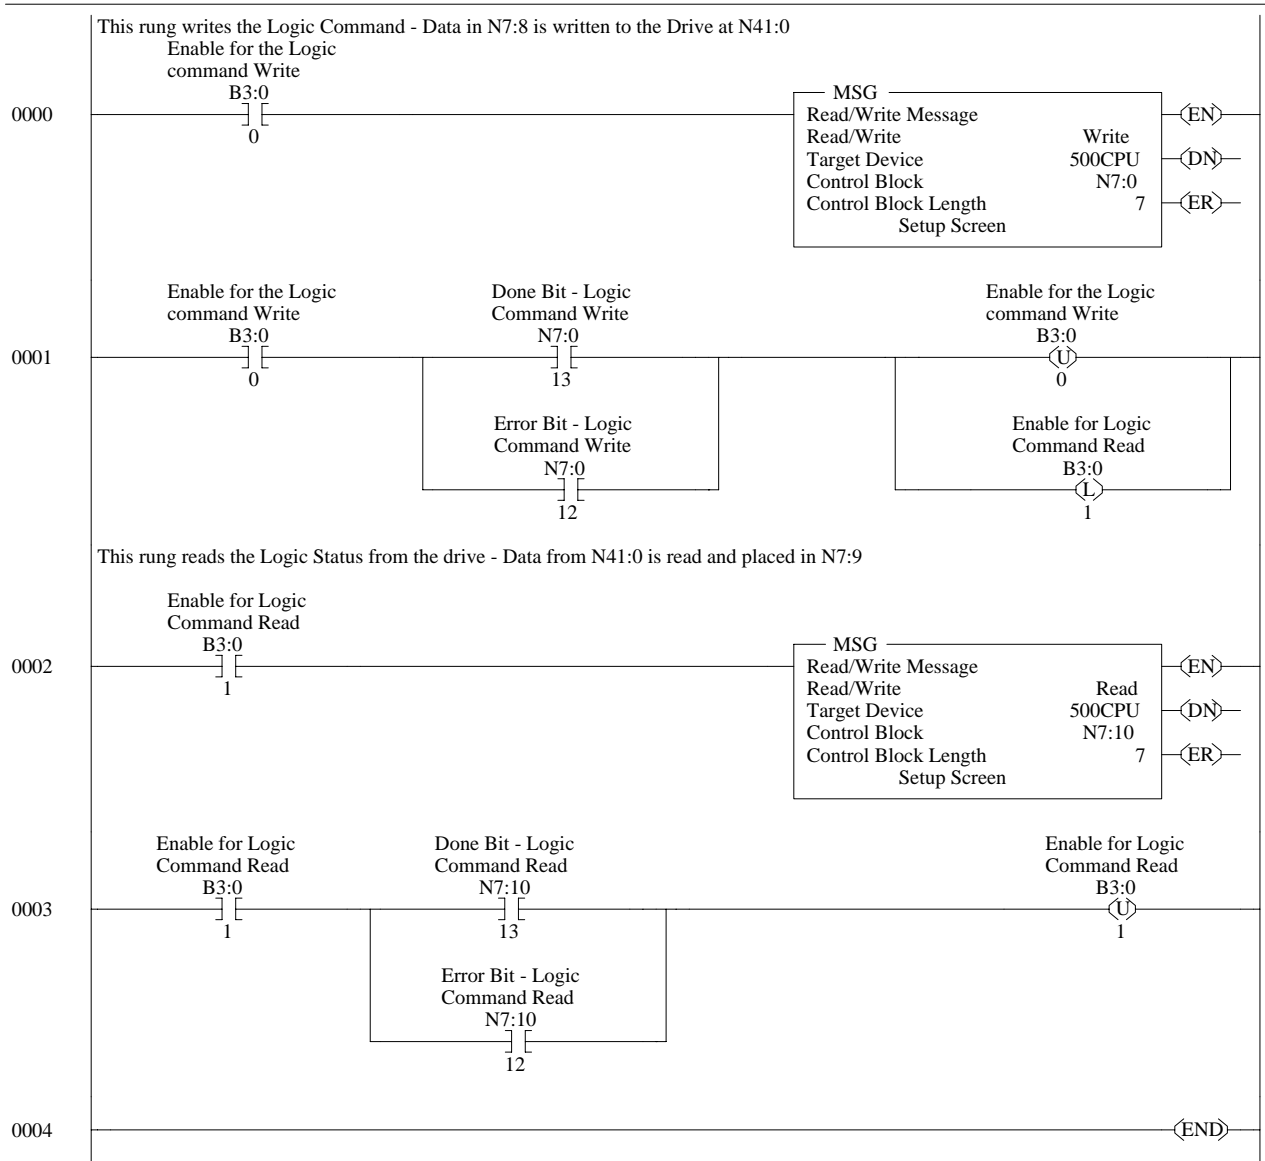 This rung writes the Logic Command - Data in N7:8 is written to the Drive at N41:0
Enable for the Logic
command Write
B3:0
0000
0
MSG
Read/Write Message
Read/Write Write
Target Device 500CPU
Control Block N7:0
Control Block Length 7
Setup Screen
EN
DN
ER
Enable for the Logic
command Write
B3:0
0001
0
Done Bit - Logic
Command Write
N7:0
13
Error Bit - Logic
Command Write
N7:0
12
Enable for the Logic
command Write
B3:0
U
0
Enable for Logic
Command Read
B3:0
L
1
This rung reads the Logic Status from the drive - Data from N41:0 is read and placed in N7:9
Enable for Logic
Command Read
B3:0
0002
1
MSG
Read/Write Message
Read/Write Read
Target Device 500CPU
Control Block N7:10
Control Block Length 7
Setup Screen
EN
DN
ER
Enable for Logic
Command Read
B3:0
0003
1
Done Bit - Logic
Command Read
N7:10
13
Error Bit - Logic
Command Read
N7:10
12
Enable for Logic
Command Read
B3:0
U
1
0004
END